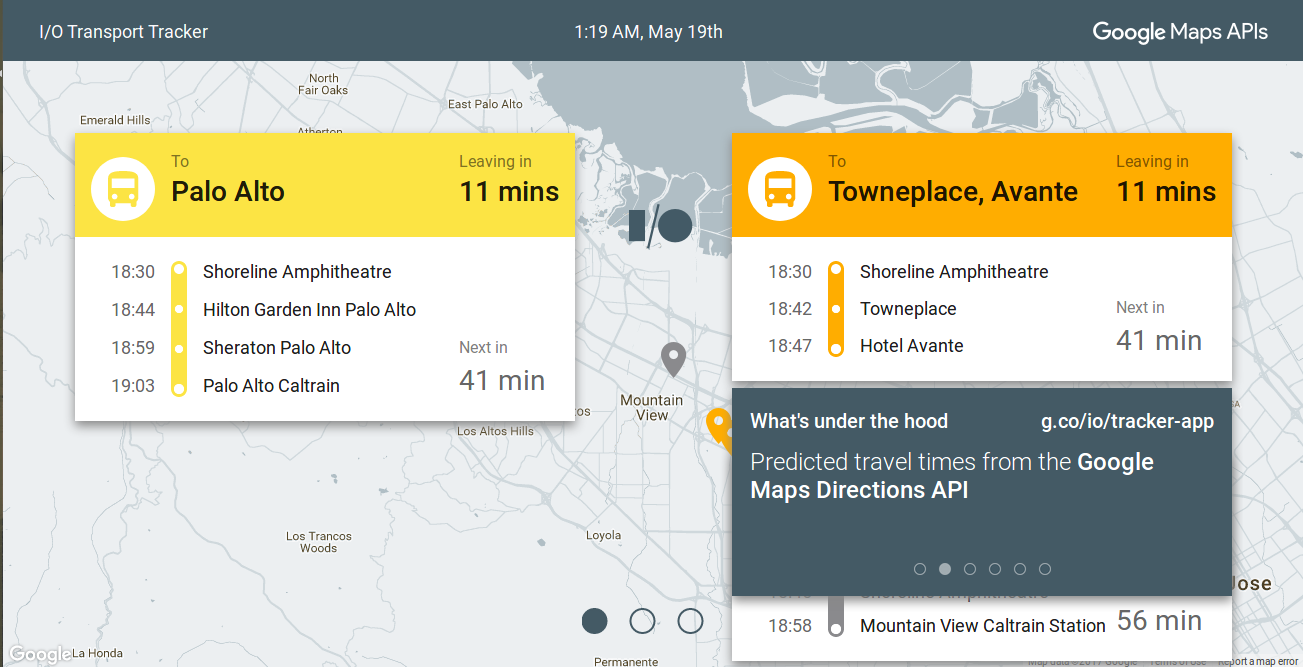 I/O Transport Tracker
1:19 AM, May 19th
Google Maps APIs
North
Fair Oaks
East Palo Alto
Emerald Hills
Atherton
To
Palo Alto
Leaving in
11 mins
18:30 Shoreline Amphitheatre
18:44 Hilton Garden Inn Palo Alto
18:59 Sheraton Palo Alto
19:03 Palo Alto Caltrain
Next in
41 min
I/O
To
Towneplace, Avante
Leaving in
11 mins
18:30 Shoreline Amphitheatre
18:42 Towneplace
18:47 Hotel Avante
Next in
41 min
Mountain
View
Los Altos Hills
What's under the hood
g.co/io/tracker-app
Predicted travel times from the Google
Maps Directions API
Loyola
Los Trancos
Woods
Shoreline Amphitheatre
18:58 Mountain View Caltrain Station
56 min
Jose
Google
La Honda
Permanente
Map data ©2017 Google
Terms of Use
Report a map error